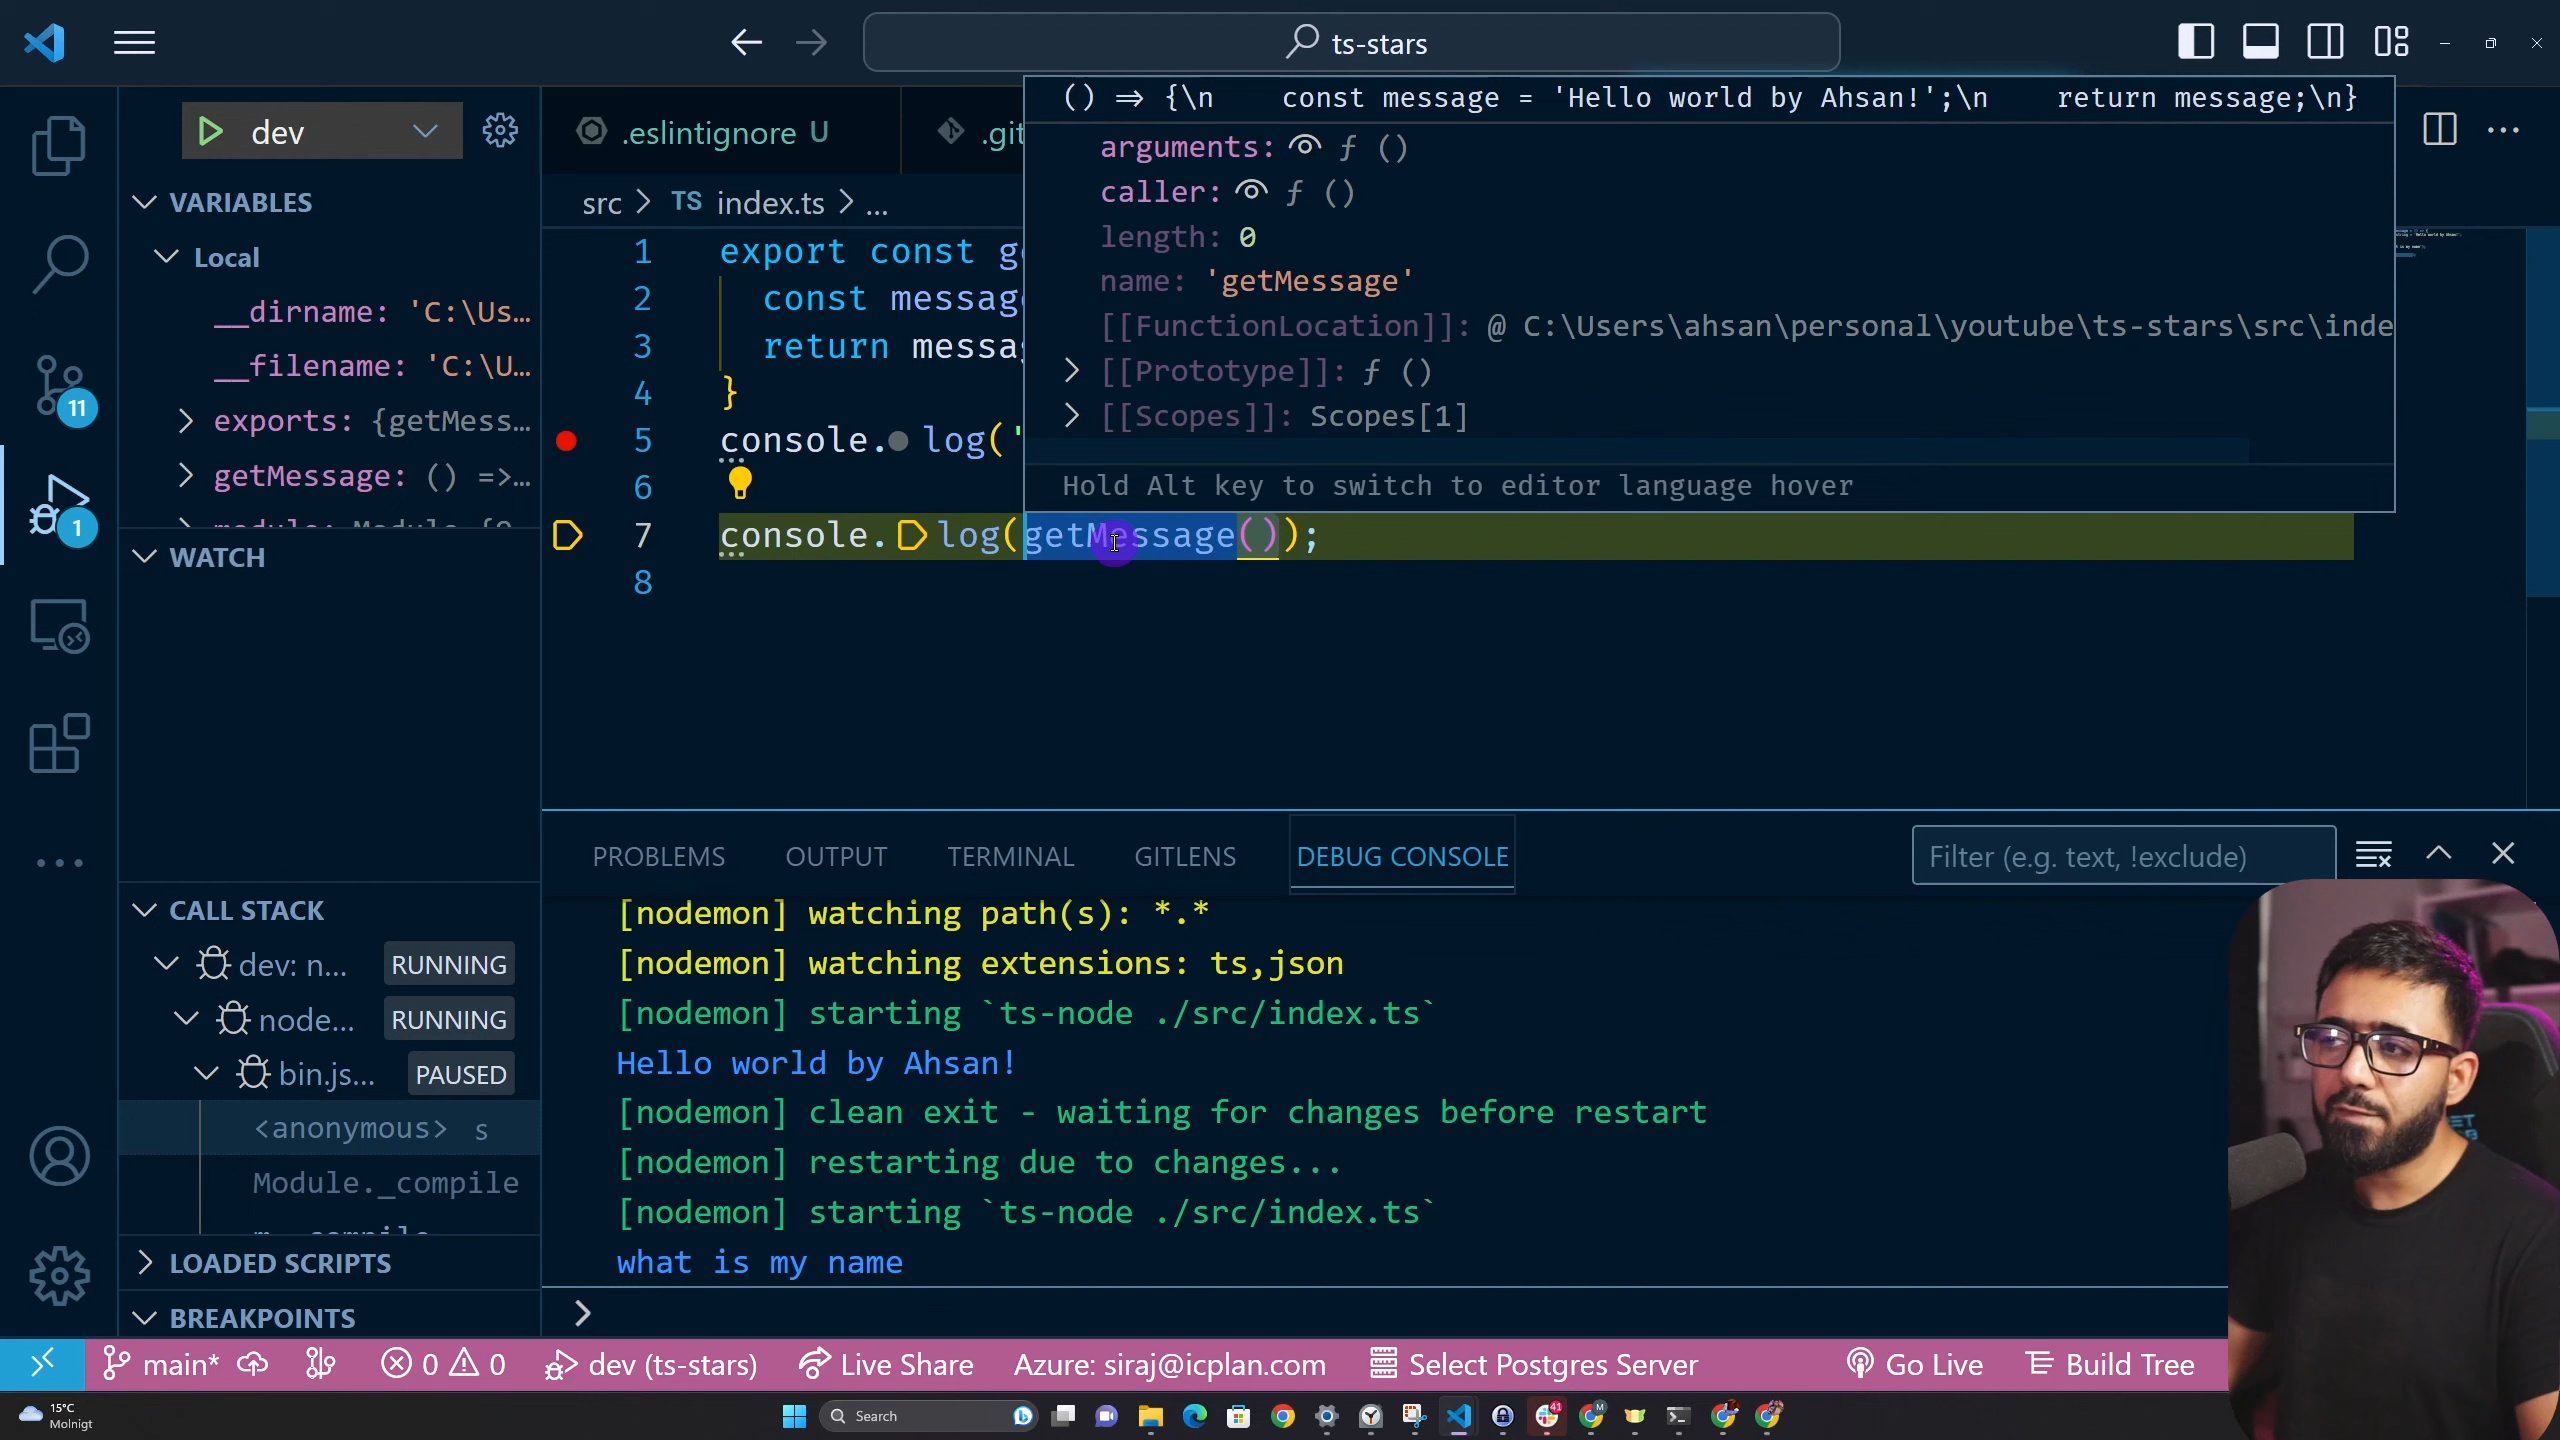 ts-stars
dev
.eslintignore U
.git
() => {\n    const message = 'Hello world by Ahsan!';\n    return message;\n}
arguments: ƒ ()
caller: ƒ ()
length: 0
name: 'getMessage'
[[FunctionLocation]]: @ C:\Users\ahsan\personal\youtube\ts-stars\src\inde
[[Prototype]]: ƒ ()
[[Scopes]]: Scopes[1]
Hold Alt key to switch to editor language hover
VARIABLES
Local
__dirname: 'C:\Us...
__filename: 'C:\U...
exports: {getMess...
getMessage: () =>...
WATCH
CALL STACK
dev: n... RUNNING
node... RUNNING
bin.js... PAUSED
<anonymous> s
Module._compile
LOADED SCRIPTS
BREAKPOINTS
11
1
src > TS index.ts > ...
1 export const g
2 const messag
3 return messa
4 }
5 console.log('
6
7 console.log(getMessage());
8
PROBLEMS OUTPUT TERMINAL GITLENS DEBUG CONSOLE
Filter (e.g. text, !exclude)
[nodemon] watching path(s): *.*
[nodemon] watching extensions: ts,json
[nodemon] starting `ts-node ./src/index.ts`
Hello world by Ahsan!
[nodemon] clean exit - waiting for changes before restart
[nodemon] restarting due to changes...
[nodemon] starting `ts-node ./src/index.ts`
what is my name
main* 0 0 dev (ts-stars) Live Share Azure: siraj@icplan.com Select Postgres Server Go Live Build Tree
15°C
Molnigt
Search
41
M